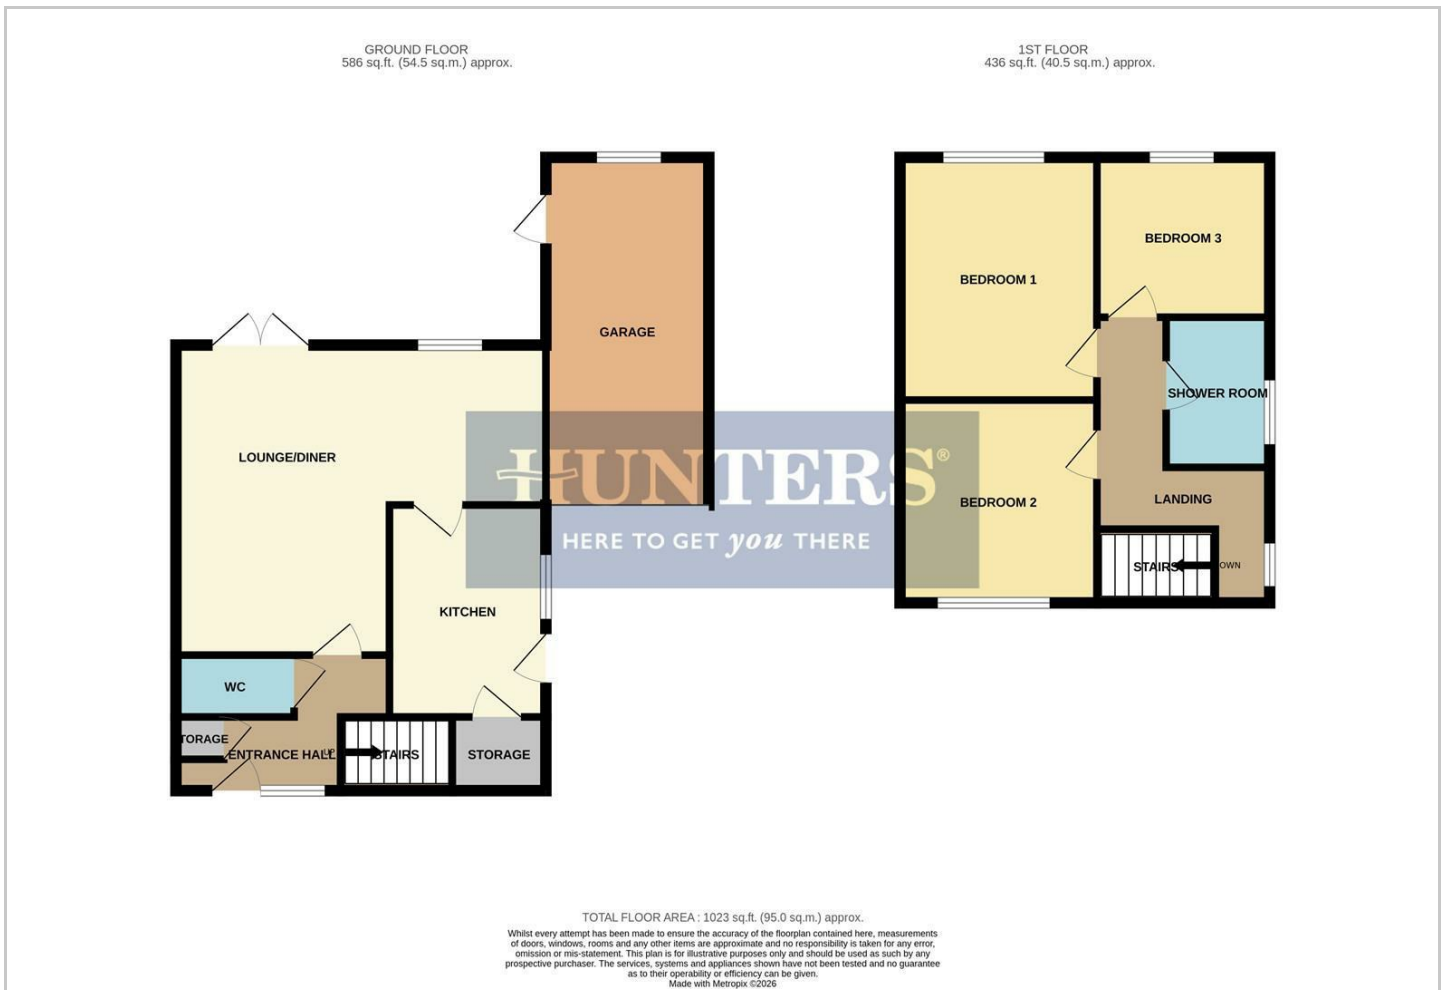 GROUND FLOOR
586 sq.ft. (54.5 sq.m.) approx.
1ST FLOOR
436 sq.ft. (40.5 sq.m.) approx.
GARAGE
LOUNGE/DINER
KITCHEN
WC
TORAGE
ENTRANCE HALL
UP
STAIRS
STORAGE
BEDROOM 1
BEDROOM 3
SHOWER ROOM
BEDROOM 2
LANDING
STAIRS
OWN
HUNTERS®
HERE TO GET you THERE
TOTAL FLOOR AREA : 1023 sq.ft. (95.0 sq.m.) approx.
Whilst every attempt has been made to ensure the accuracy of the floorplan contained here, measurements
of doors, windows, rooms and any other items are approximate and no responsibility is taken for any error,
omission or mis-statement. This plan is for illustrative purposes only and should be used as such by any
prospective purchaser. The services, systems and appliances shown have not been tested and no guarantee
as to their operability or efficiency can be given.
Made with Metropix ©2026